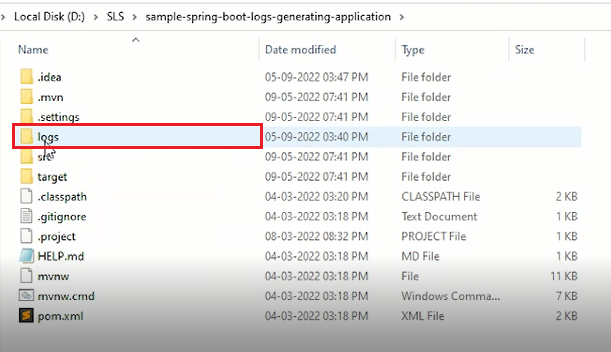 Local Disk (D:) > SLS > sample-spring-boot-logs-generating-application >
Name Date modified Type Size
.idea 05-09-2022 03:47 PM File folder
.mvn 09-05-2022 07:41 PM File folder
.settings 09-05-2022 07:41 PM File folder
logs 05-09-2022 03:40 PM File folder
src 09-05-2022 07:41 PM File folder
target 09-05-2022 07:41 PM File folder
.classpath 04-03-2022 03:20 PM CLASSPATH File 2 KB
.gitignore 04-03-2022 03:18 PM Text Document 1 KB
.project 08-03-2022 08:32 PM PROJECT File 1 KB
HELP.md 04-03-2022 03:18 PM MD File 1 KB
mvnw 04-03-2022 03:18 PM File 11 KB
mvnw.cmd 04-03-2022 03:18 PM Windows Comma... 7 KB
pom.xml 04-03-2022 03:18 PM XML File 2 KB